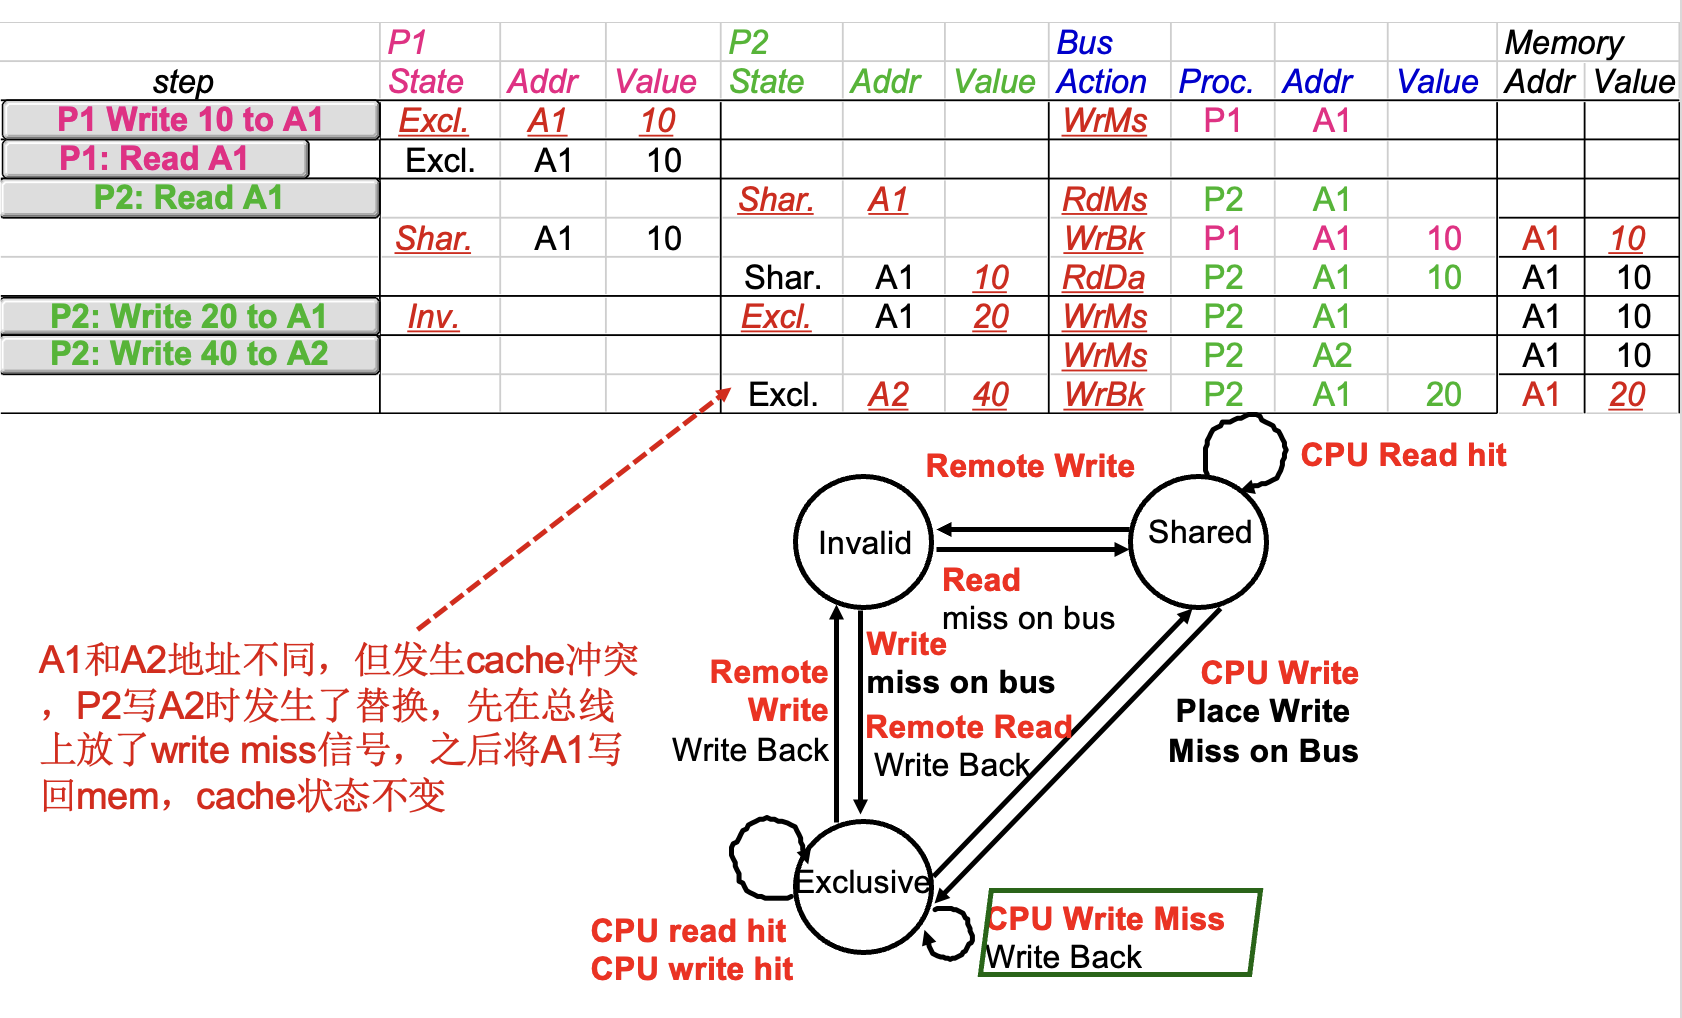 P1 P2 Bus Memory
step State Addr Value State Addr Value Action Proc. Addr Value Addr Value
P1 Write 10 to A1 Excl. A1 10 WrMs P1 A1
P1: Read A1 Excl. A1 10
P2: Read A1 Shar. A1 RdMs P2 A1
Shar. A1 10 WrBk P1 A1 10 A1 10
Shar. A1 10 RdDa P2 A1 10 A1 10
P2: Write 20 to A1 Inv. Excl. A1 20 WrMs P2 A1 A1 10
P2: Write 40 to A2 WrMs P2 A2 A1 10
Excl. A2 40 WrBk P2 A1 20 A1 20
CPU Read hit
Remote Write
Invalid
Shared
Read
miss on bus
Write
miss on bus
Remote
Write
Write Back
Remote Read
Write Back
CPU Write
Place Write
Miss on Bus
A1和A2地址不同，但发生cache冲突
，P2写A2时发生了替换，先在总线
上放了write miss信号，之后将A1写
回mem，cache状态不变
Exclusive
CPU read hit
CPU write hit
CPU Write Miss
Write Back